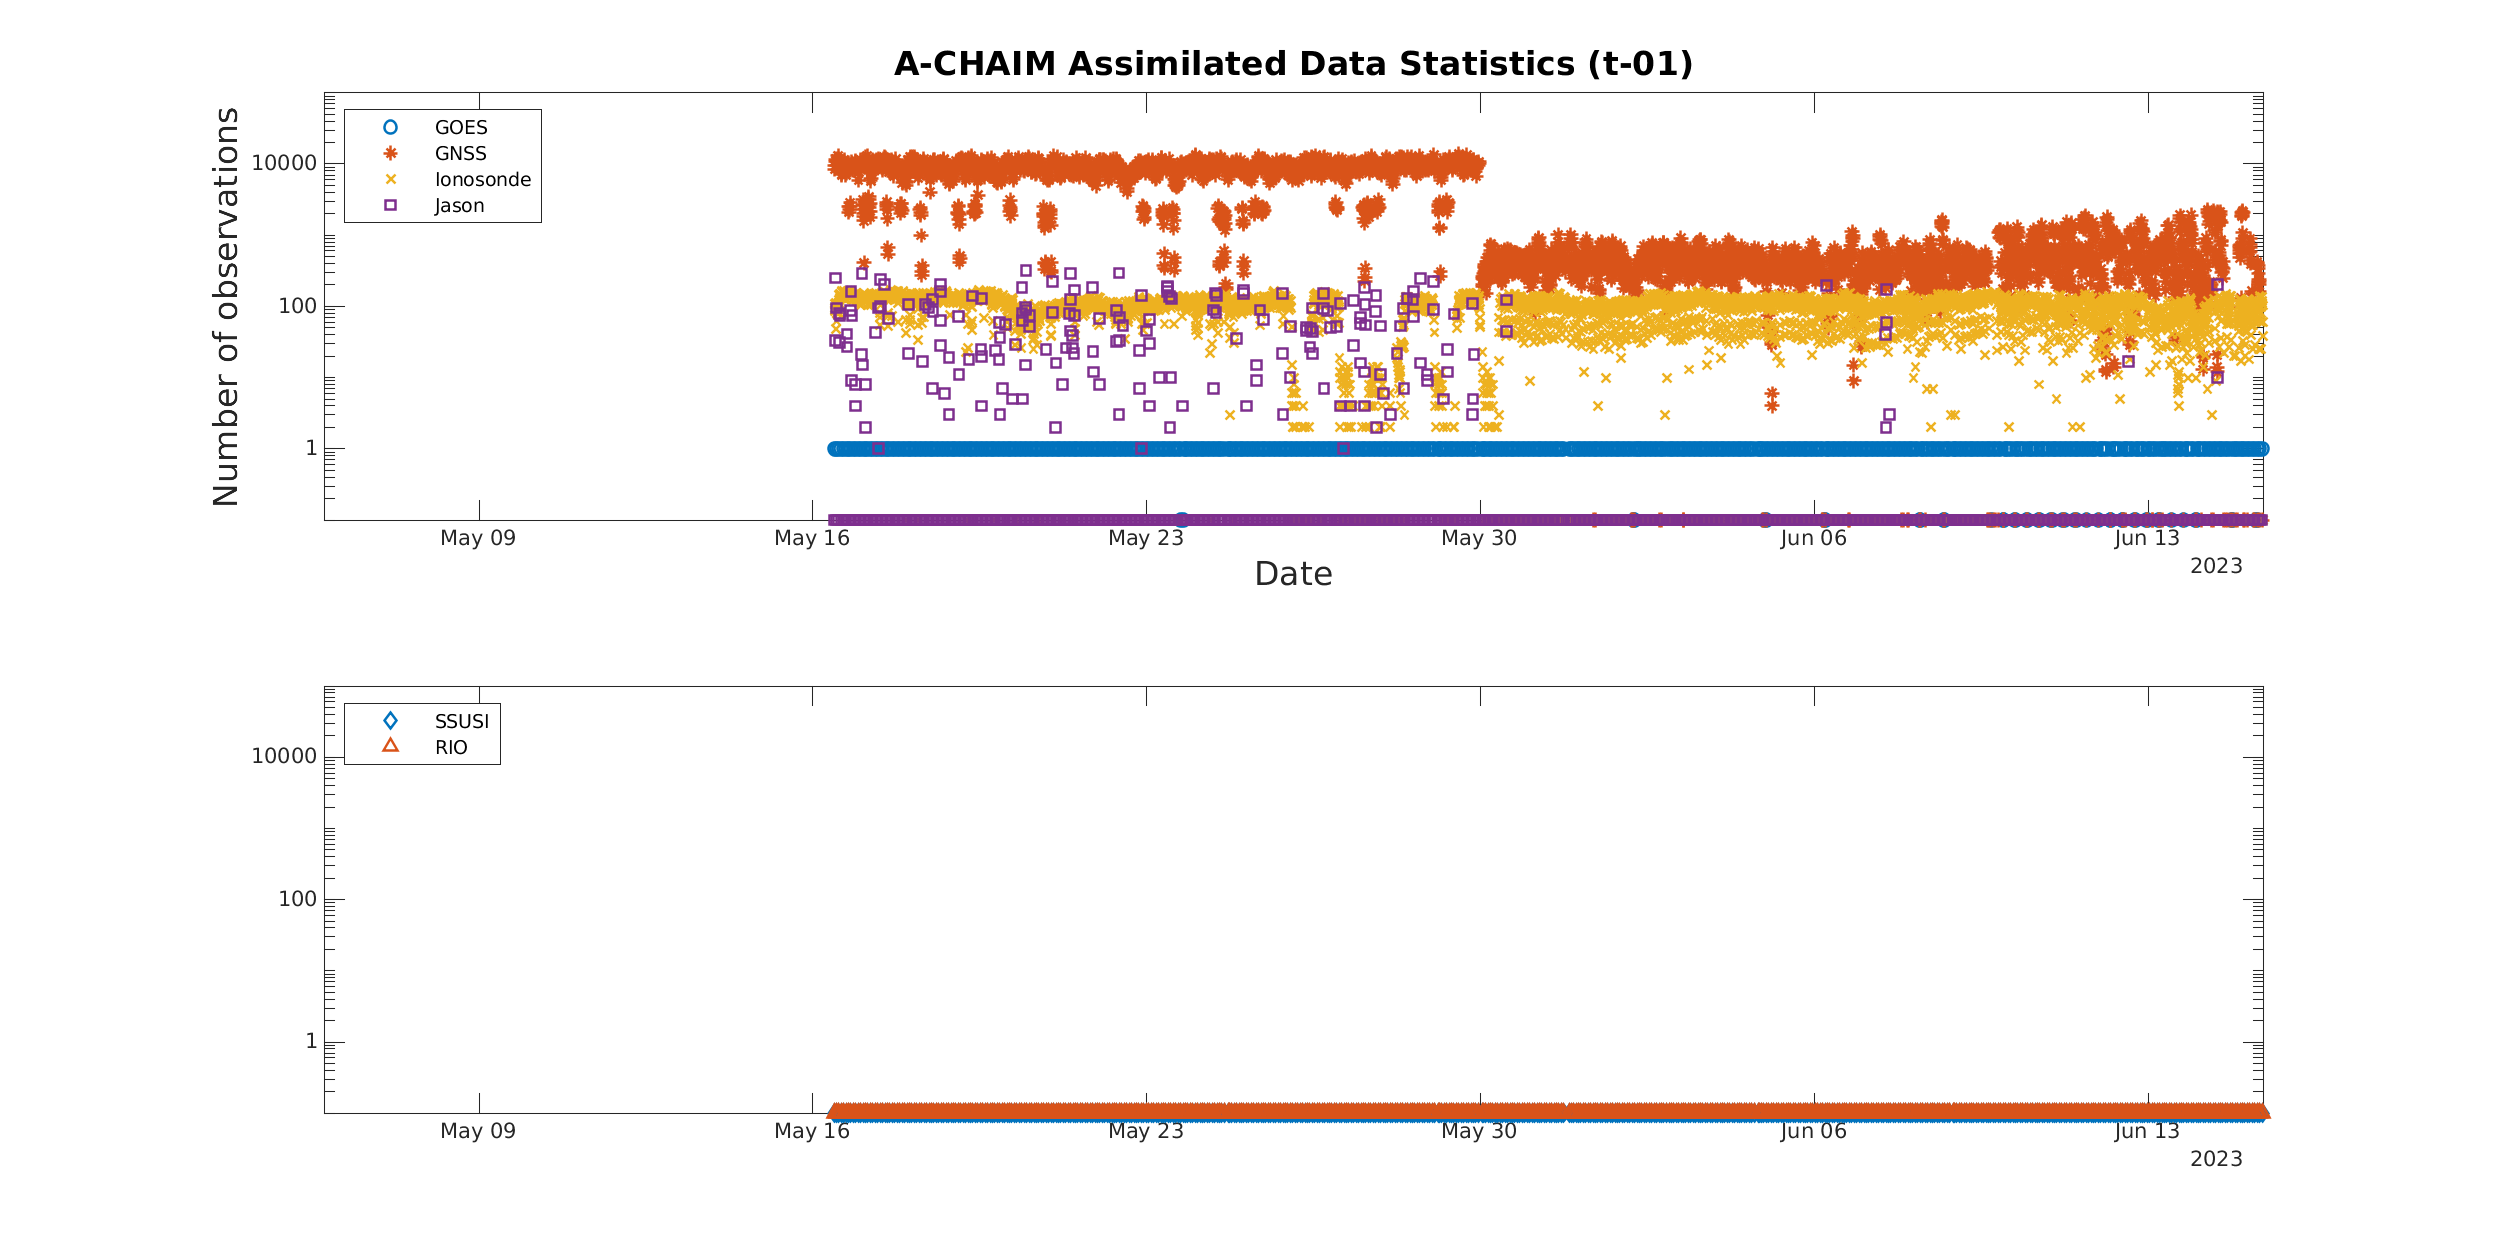 A-CHAIM Assimilated Data Statistics (t-01)
Number of observations
10000
100
1
GOES
GNSS
Ionosonde
Jason
May 09
May 16
May 23
May 30
Jun 06
Jun 13
2023
Date
10000
100
1
SSUSI
RIO
May 09
May 16
May 23
May 30
Jun 06
Jun 13
2023